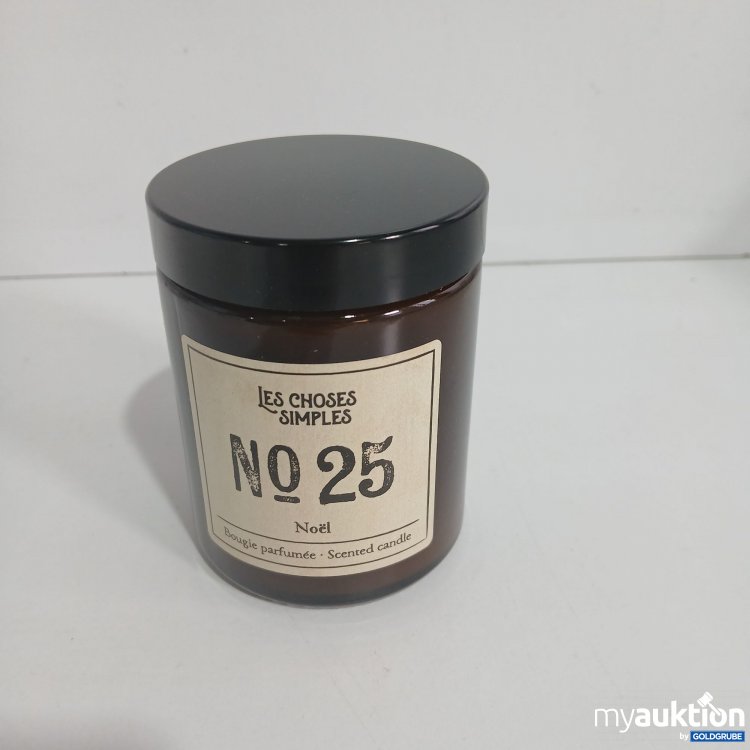 LES CHOSES
SIMPLES
No 25
Noël
Bougie parfumée · Scented candle
myauktion
by GOLDGRUBE